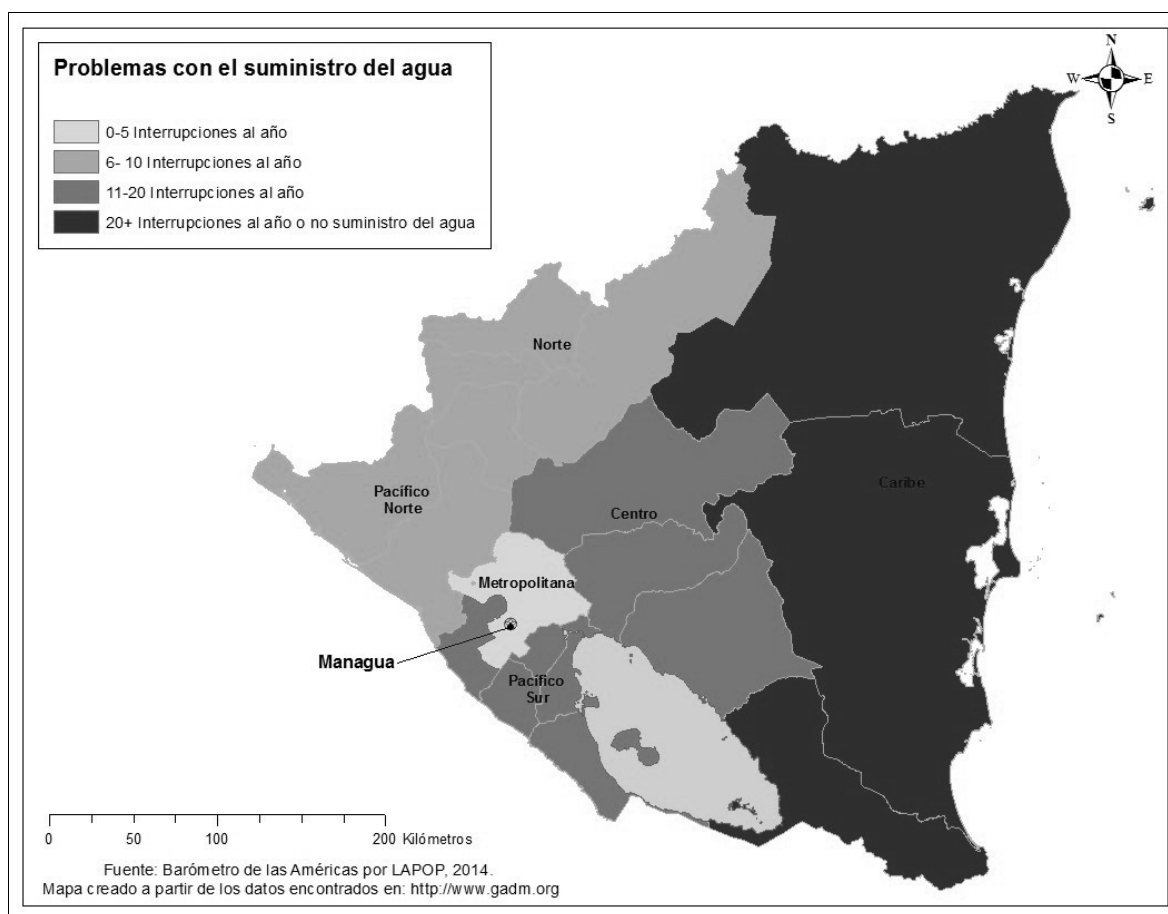 Problemas con el suministro del agua
0-5 Interrupciones al año
6- 10 Interrupciones al año
11-20 Interrupciones al año
20+ Interrupciones al año o no suministro del agua
N
W
E
S
Norte
Pacífico
Norte
Centro
Caribe
Metropolitana
Managua
Pacífico
Sur
0 50 100 200 Kilómetros
Fuente: Barómetro de las Américas por LAPOP, 2014.
Mapa creado a partir de los datos encontrados en: http://www.gadm.org